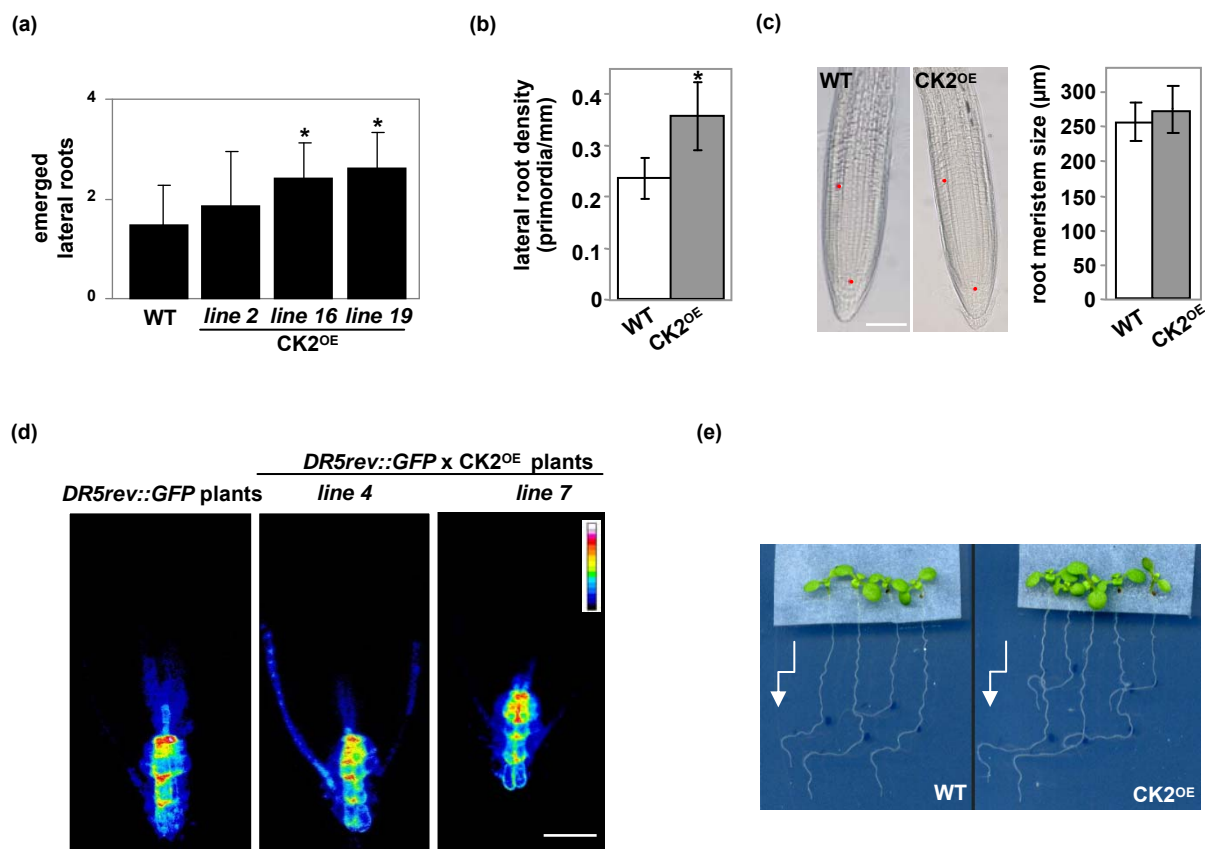 (a)
4
2
0
emerged
lateral roots
*
*
WT
line 2
line 16
line 19
CK2OE
(b)
0.4
0.3
0.2
0.1
0
lateral root density
(primordia/mm)
*
WT
CK2OE
(c)
WT
CK2OE
300
250
200
150
100
50
0
root meristem size (µm)
WT
CK2OE
(d)
DR5rev::GFP x CK2OE plants
DR5rev::GFP plants
line 4
line 7
(e)
WT
CK2OE